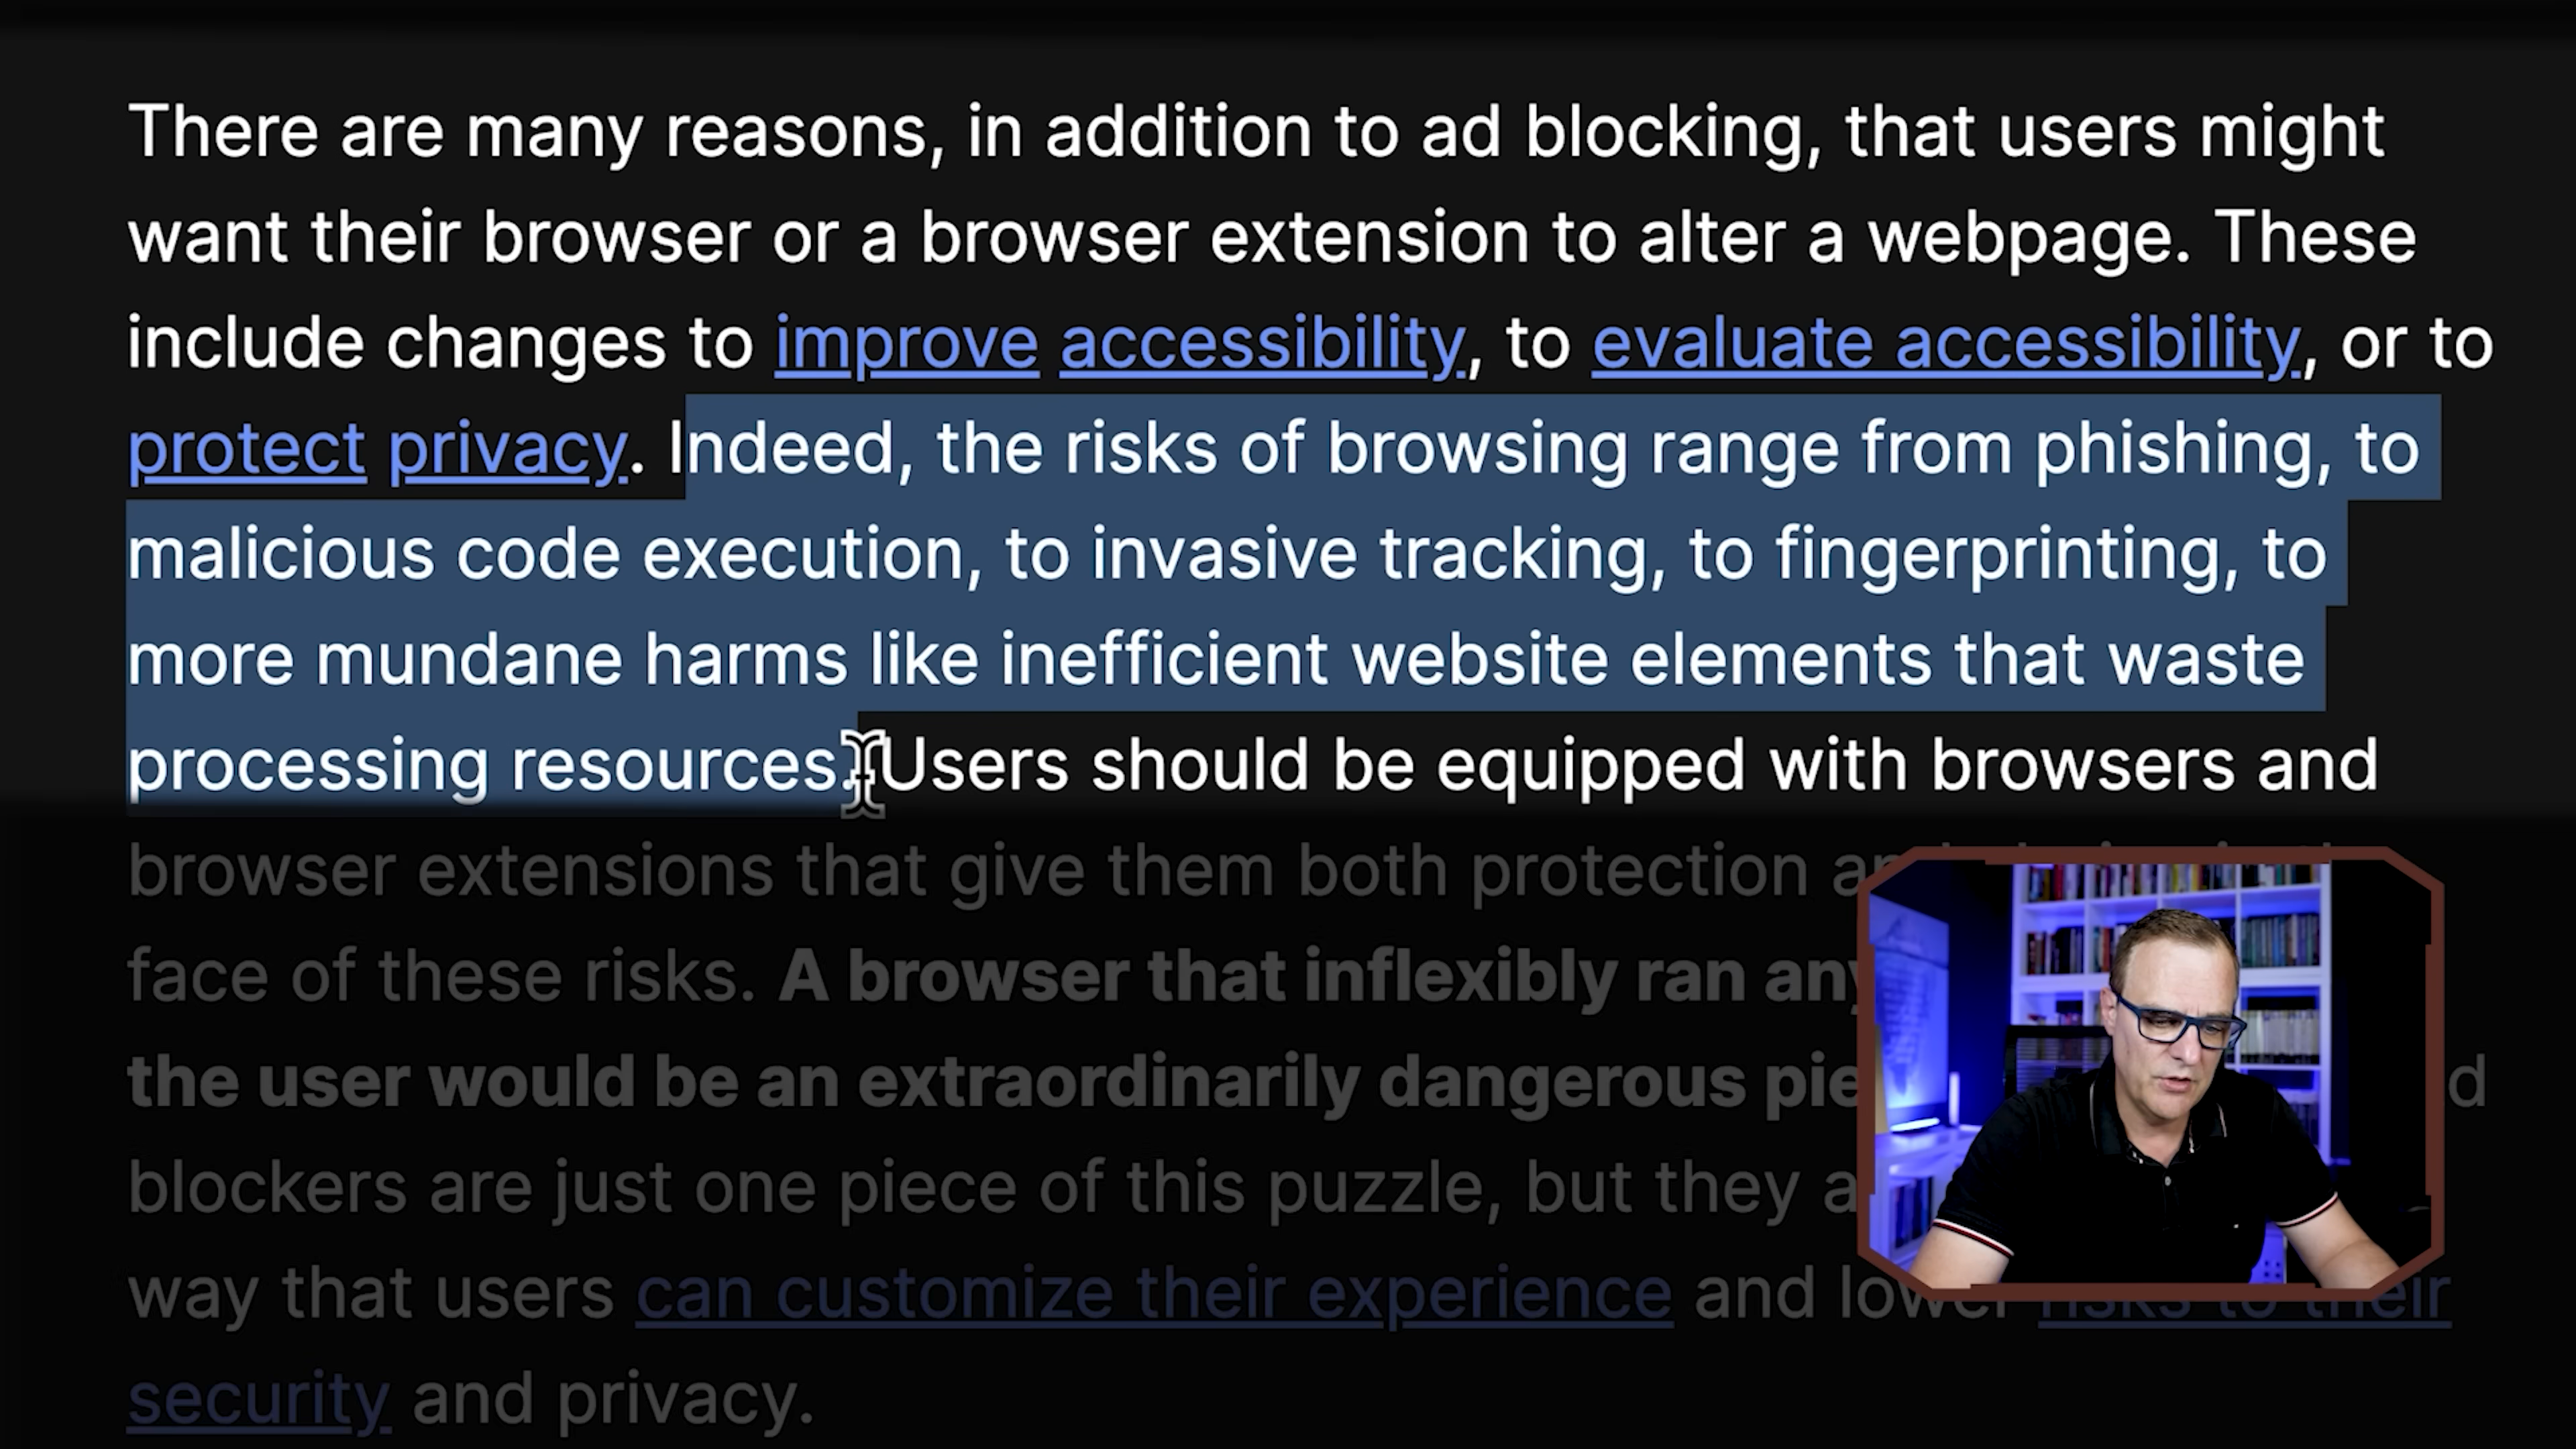 There are many reasons, in addition to ad blocking, that users might
want their browser or a browser extension to alter a webpage. These
include changes to improve accessibility, to evaluate accessibility, or to
protect privacy. Indeed, the risks of browsing range from phishing, to
malicious code execution, to invasive tracking, to fingerprinting, to
more mundane harms like inefficient website elements that waste
processing resources. Users should be equipped with browsers and
browser extensions that give them both protection
face of these risks. A browser that inflexibly ran
the user would be an extraordinarily dangerous
blockers are just one piece of this puzzle, but they
way that users can customize their experience and lower risks to their
security and privacy.